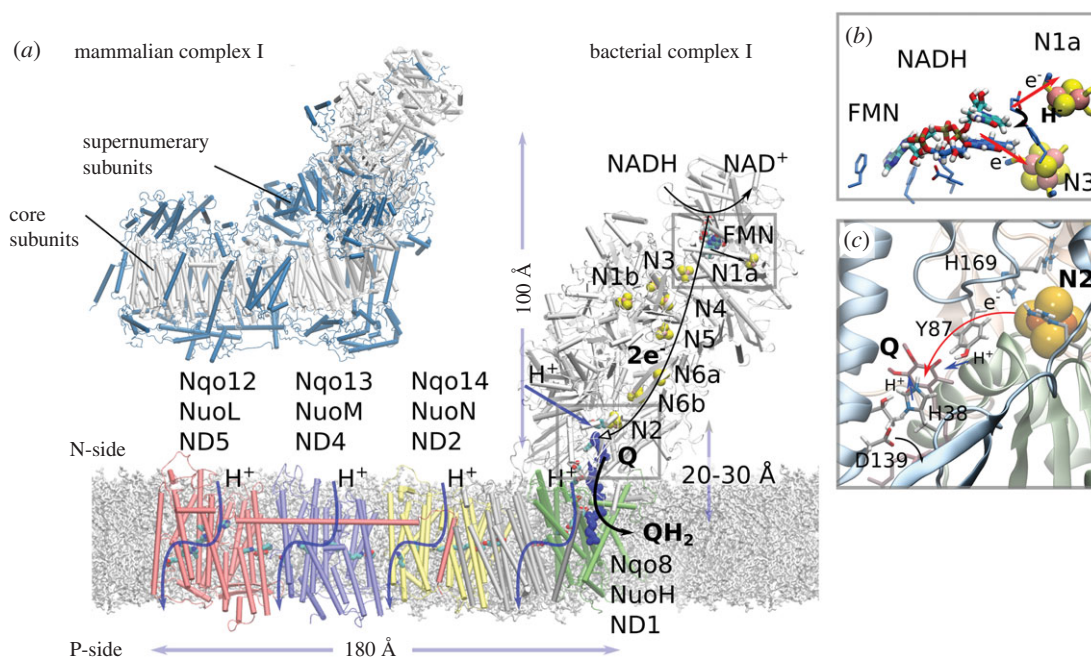 (a)
mammalian complex I
bacterial complex I
supernumerary
subunits
core
subunits
100 Å
NADH
NAD+
FMN
N1a
N3
N1b
N4
N5
2e-
N6a
N6b
H+
N2
Q
20-30 Å
QH2
Nqo12
NuoL
ND5
Nqo13
NuoM
ND4
Nqo14
NuoN
ND2
N-side
H+
H+
H+
H+
Nqo8
NuoH
ND1
P-side
180 Å
(b)
N1a
NADH
e-
H-
FMN
e-
N3
(c)
H169
N2
e-
Y87
Q
H+
H+
H38
D139